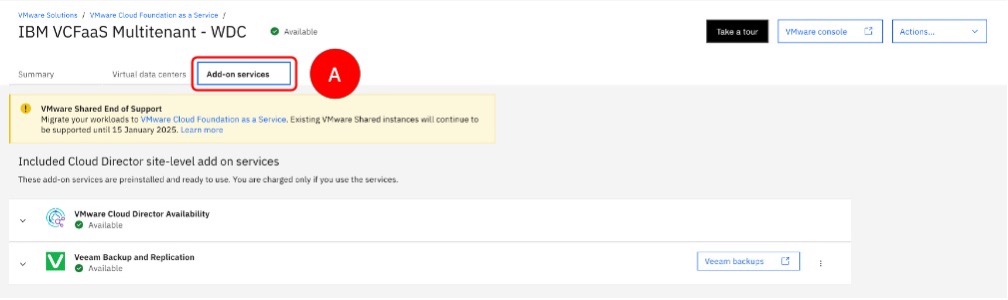 VMware Solutions / VMware Cloud Foundation as a Service /
IBM VCFaaS Multitenant - WDC Available
Take a tour VMware console Actions...
Summary Virtual data centers Add-on services A
VMware Shared End of Support
Migrate your workloads to VMware Cloud Foundation as a Service. Existing VMware Shared instances will continue to
be supported until 15 January 2025. Learn more
Included Cloud Director site-level add on services
These add-on services are preinstalled and ready to use. You are charged only if you use the services.
VMware Cloud Director Availability
Available
Veeam Backup and Replication
Available
Veeam backups